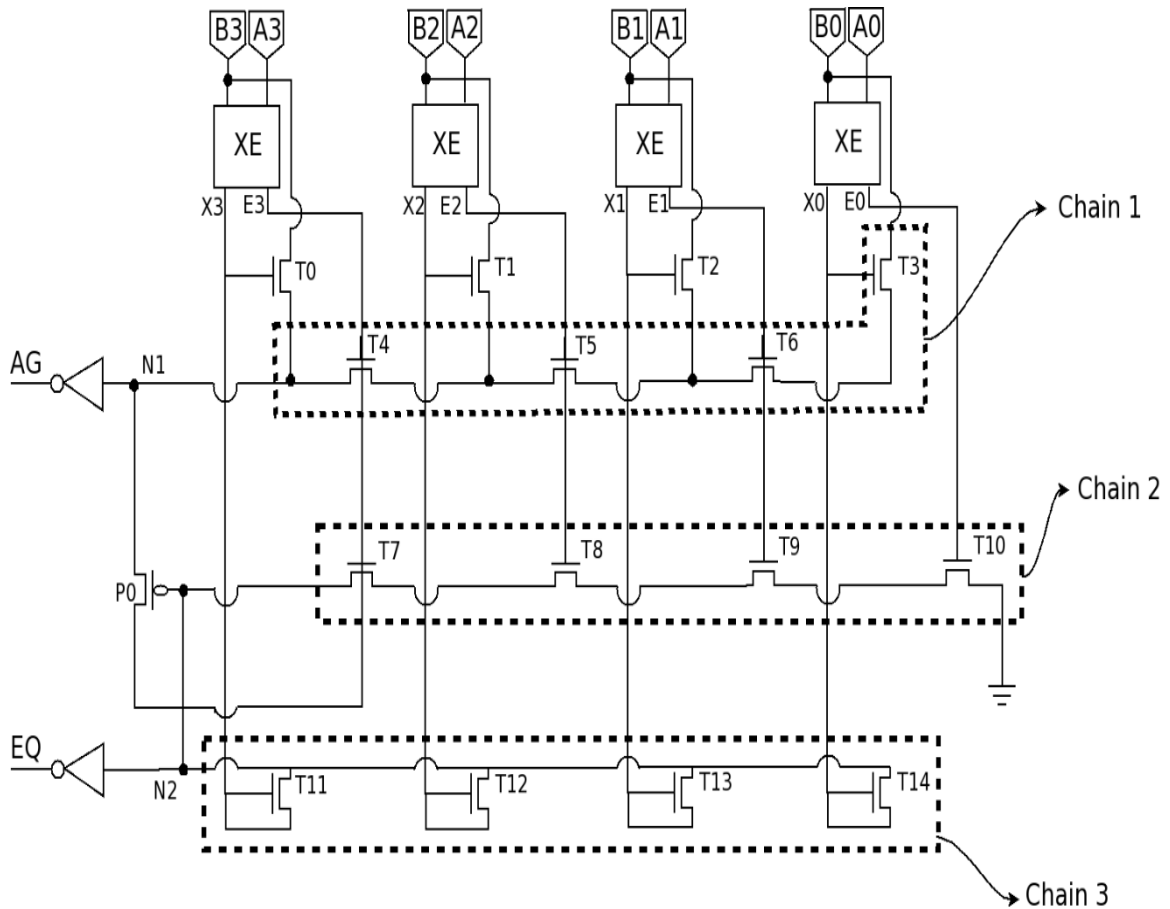 B3 A3 B2 A2 B1 A1 B0 A0
XE XE XE XE
X3 E3 X2 E2 X1 E1 X0 E0
Chain 1
T0 T1 T2 T3
T4 T5 T6
AG N1
Chain 2
T7 T8 T9 T10
P0
EQ N2
T11 T12 T13 T14
Chain 3